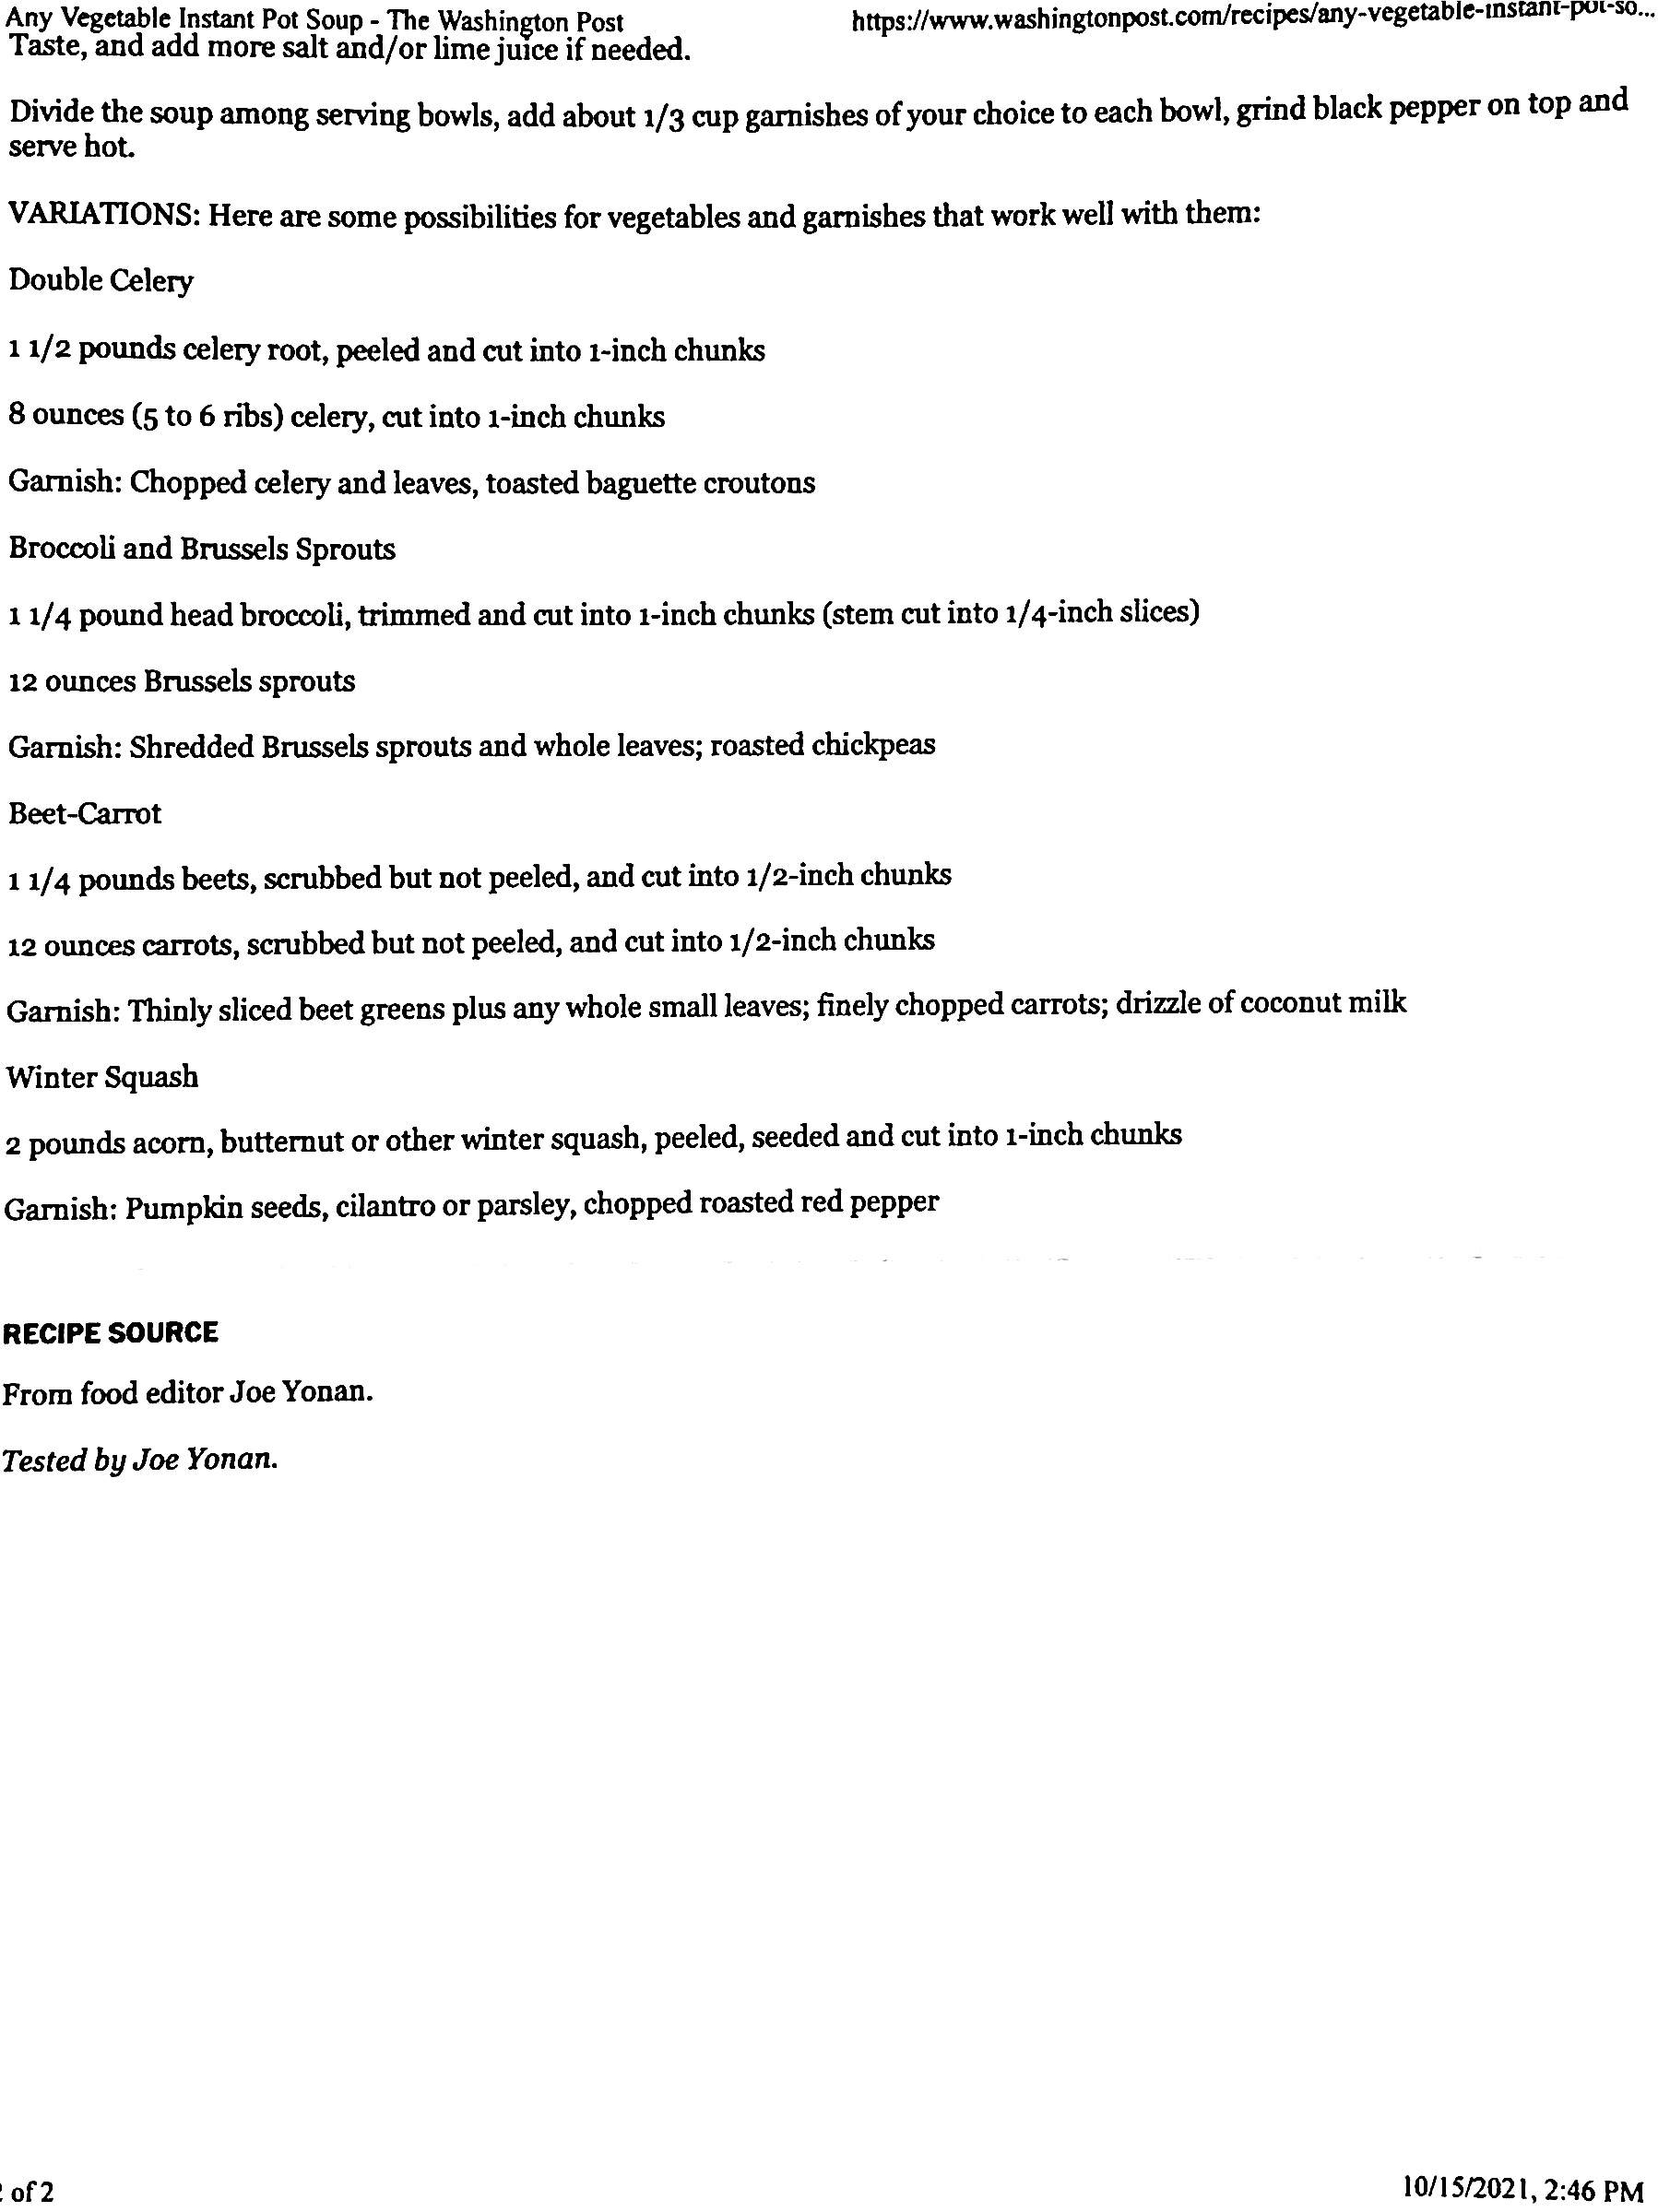 Any Vegetable Instant Pot Soup - The Washington Post
https://www.washingtonpost.com/recipes/any-vegetable-instant-pot-so...
Taste, and add more salt and/or lime juice if needed.
Divide the soup among serving bowls, add about 1/3 cup garnishes of your choice to each bowl, grind black pepper on top and
serve hot.
VARIATIONS: Here are some possibilities for vegetables and garnishes that work well with them:
Double Celery
1 1/2 pounds celery root, peeled and cut into 1-inch chunks
8 ounces (5 to 6 ribs) celery, cut into 1-inch chunks
Garnish: Chopped celery and leaves, toasted baguette croutons
Broccoli and Brussels Sprouts
1 1/4 pound head broccoli, trimmed and cut into 1-inch chunks (stem cut into 1/4-inch slices)
12 ounces Brussels sprouts
Garnish: Shredded Brussels sprouts and whole leaves; roasted chickpeas
Beet-Carrot
1 1/4 pounds beets, scrubbed but not peeled, and cut into 1/2-inch chunks
12 ounces carrots, scrubbed but not peeled, and cut into 1/2-inch chunks
Garnish: Thinly sliced beet greens plus any whole small leaves; finely chopped carrots; drizzle of coconut milk
Winter Squash
2 pounds acorn, butternut or other winter squash, peeled, seeded and cut into 1-inch chunks
Garnish: Pumpkin seeds, cilantro or parsley, chopped roasted red pepper
RECIPE SOURCE
From food editor Joe Yonan.
Tested by Joe Yonan.
2 of 2
10/15/2021, 2:46 PM